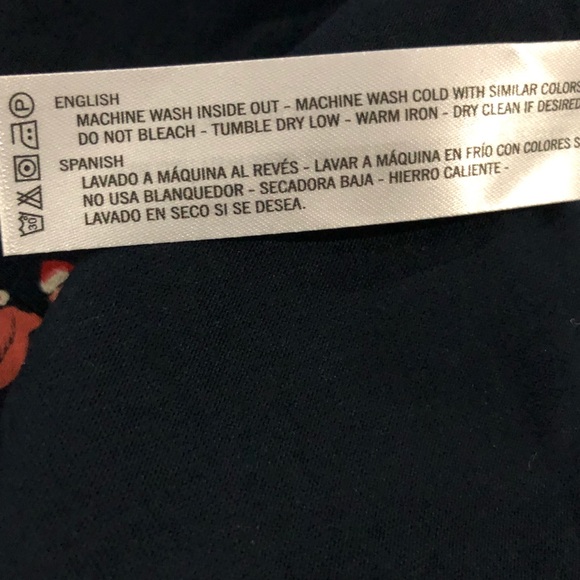 ENGLISH
MACHINE WASH INSIDE OUT - MACHINE WASH COLD WITH SIMILAR COLORS
DO NOT BLEACH - TUMBLE DRY LOW - WARM IRON - DRY CLEAN IF DESIRED
SPANISH
LAVADO A MÁQUINA AL REVÉS - LAVAR A MÁQUINA EN FRÍO CON COLORES S
NO USA BLANQUEDOR - SECADORA BAJA - HIERRO CALIENTE -
LAVADO EN SECO SI SE DESEA.
P
30